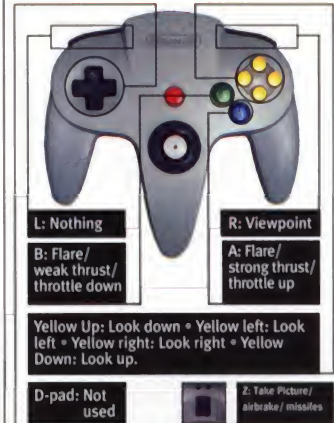 L: Nothing
R: Viewpoint
B: Flare/
weak thrust/
throttle down
A: Flare/
strong thrust/
throttle up
Yellow Up: Look down • Yellow left: Look
left • Yellow right: Look right • Yellow
Down: Look up.
D-pad: Not
used
Z: Take Picture/
airbrake/ missiles